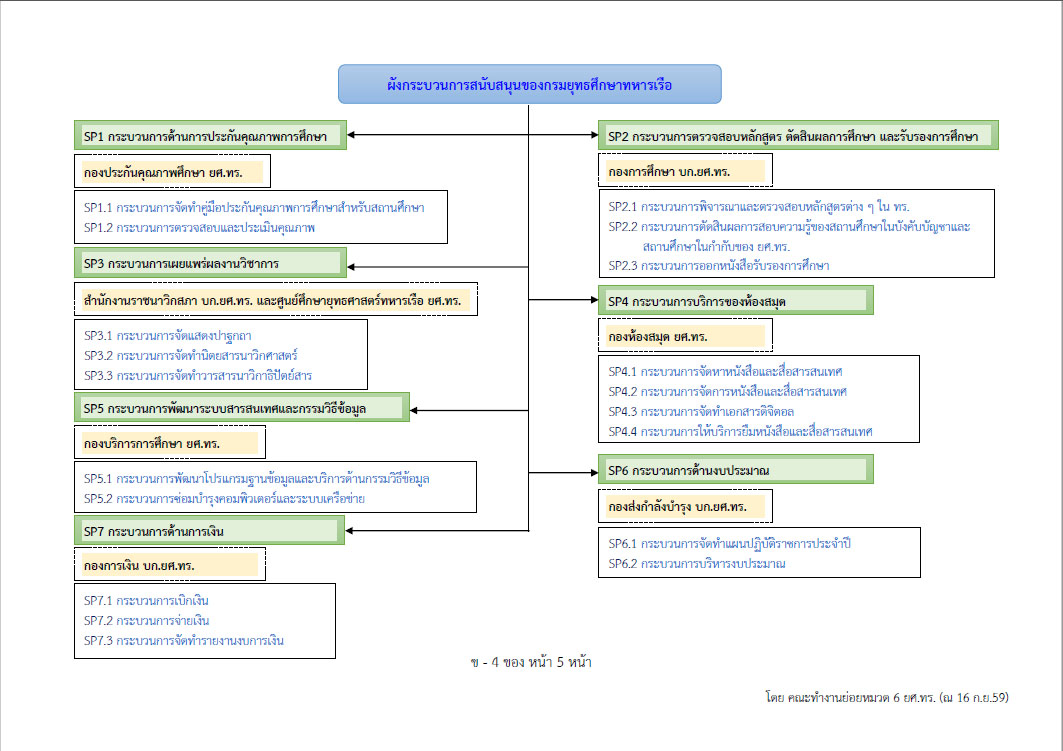 ผังกระบวนการสนับสนุนของกรมยุทธศึกษาทหารเรือ
SP1 กระบวนการด้านการประกันคุณภาพการศึกษา
กองประกันคุณภาพศึกษา ยศ.ทร.
SP1.1 กระบวนการจัดทำคู่มือประกันคุณภาพการศึกษาสำหรับสถานศึกษา
SP1.2 กระบวนการตรวจสอบและประเมินคุณภาพ
SP2 กระบวนการตรวจสอบหลักสูตร ตัดสินผลการศึกษา และรับรองการศึกษา
กองการศึกษา บก.ยศ.ทร.
SP2.1 กระบวนการพิจารณาและตรวจสอบหลักสูตรต่าง ๆ ใน ทร.
SP2.2 กระบวนการตัดสินผลการสอบความรู้ของสถานศึกษาในบังคับบัญชาและ
สถานศึกษาในกำกับของ ยศ.ทร.
SP2.3 กระบวนการออกหนังสือรับรองการศึกษา
SP3 กระบวนการเผยแพร่ผลงานวิชาการ
สำนักงานราชนาวิกสภา บก.ยศ.ทร. และศูนย์ศึกษายุทธศาสตร์ทหารเรือ ยศ.ทร.
SP3.1 กระบวนการจัดแสดงปาฐกถา
SP3.2 กระบวนการจัดทำนิตยสารนาวิกศาสตร์
SP3.3 กระบวนการจัดทำวารสารนาวิกาธิปัตย์สาร
SP4 กระบวนการบริการของห้องสมุด
กองห้องสมุด ยศ.ทร.
SP4.1 กระบวนการจัดหาหนังสือและสื่อสารสนเทศ
SP4.2 กระบวนการจัดการหนังสือและสื่อสารสนเทศ
SP4.3 กระบวนการจัดทำเอกสารดิจิตอล
SP4.4 กระบวนการให้บริการยืมหนังสือและสื่อสารสนเทศ
SP5 กระบวนการพัฒนาระบบสารสนเทศและกรรมวิธีข้อมูล
กองบริการการศึกษา ยศ.ทร.
SP5.1 กระบวนการพัฒนาโปรแกรมฐานข้อมูลและบริการด้านกรรมวิธีข้อมูล
SP5.2 กระบวนการซ่อมบำรุงคอมพิวเตอร์และระบบเครือข่าย
SP6 กระบวนการด้านงบประมาณ
กองส่งกำลังบำรุง บก.ยศ.ทร.
SP6.1 กระบวนการจัดทำแผนปฏิบัติราชการประจำปี
SP6.2 กระบวนการบริหารงบประมาณ
SP7 กระบวนการด้านการเงิน
กองการเงิน บก.ยศ.ทร.
SP7.1 กระบวนการเบิกเงิน
SP7.2 กระบวนการจ่ายเงิน
SP7.3 กระบวนการจัดทำรายงานงบการเงิน
ข - 4 ของ หน้า 5 หน้า
โดย คณะทำงานย่อยหมวด 6 ยศ.ทร. (ณ 16 ก.ย.59)